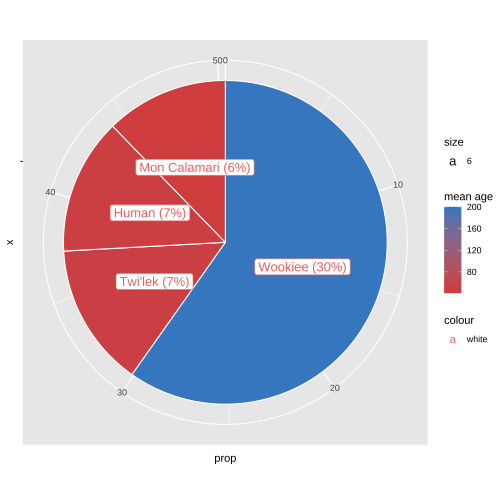 500
10
20
30
40
Mon Calamari (6%)
Human (7%)
Twi'lek (7%)
Wookiee (30%)
x
prop
size
a 6
mean age
200
160
120
80
colour
a white